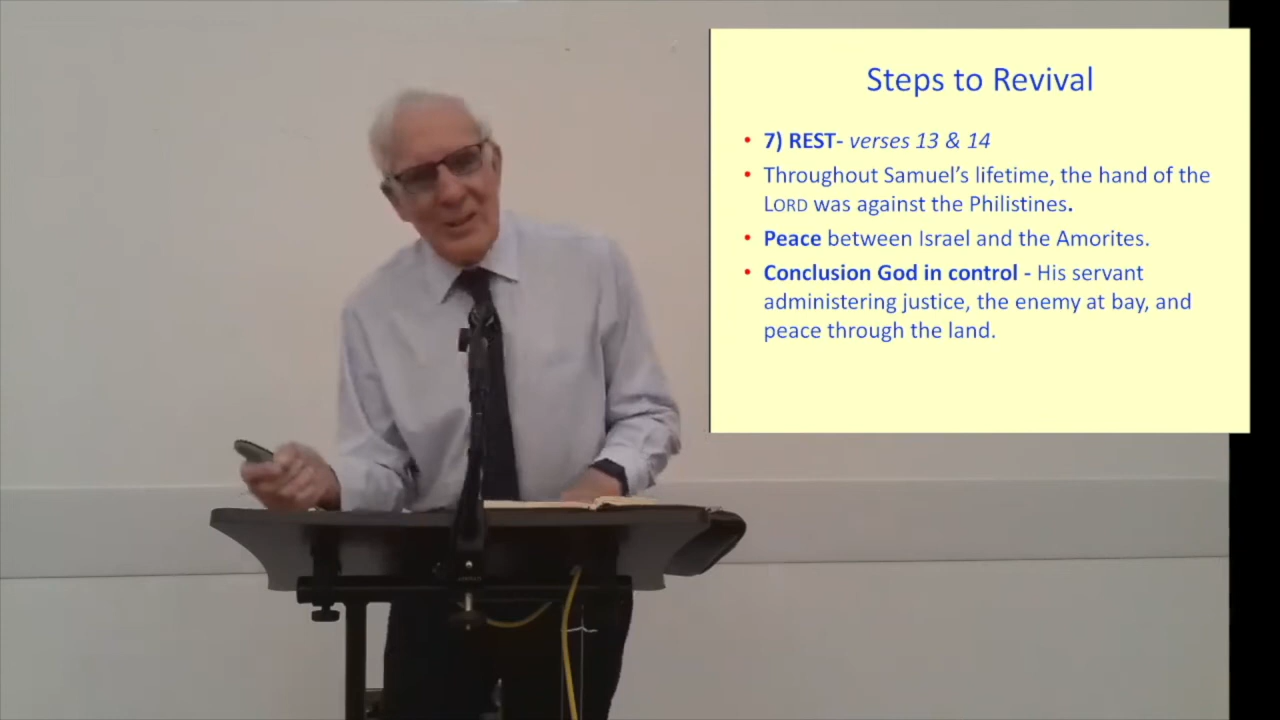 Steps to Revival
• 7) REST- verses 13 & 14
• Throughout Samuel’s lifetime, the hand of the
LORD was against the Philistines.
• Peace between Israel and the Amorites.
• Conclusion God in control - His servant
administering justice, the enemy at bay, and
peace through the land.